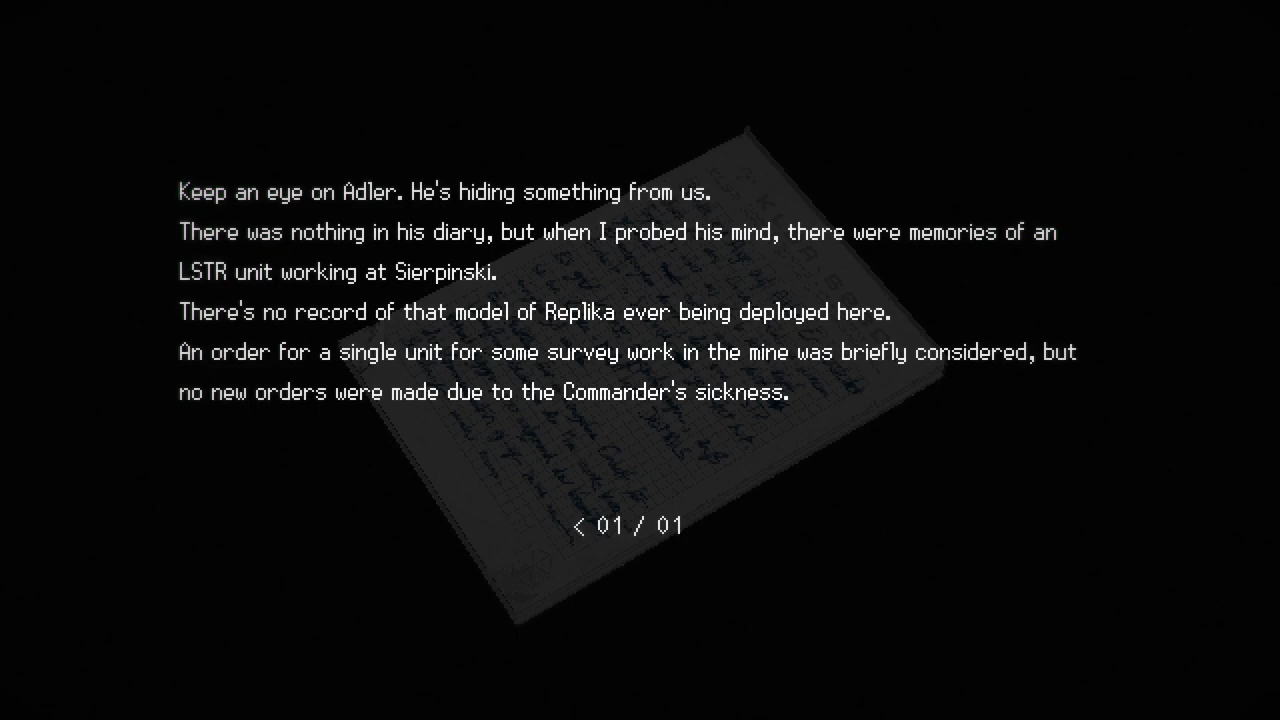 Keep an eye on Adler. He's hiding something from us.
There was nothing in his diary, but when I probed his mind, there were memories of an
LSTR unit working at Sierpinski.
There's no record of that model of Replika ever being deployed here.
An order for a single unit for some survey work in the mine was briefly considered, but
no new orders were made due to the Commander's sickness.
< 01 / 01